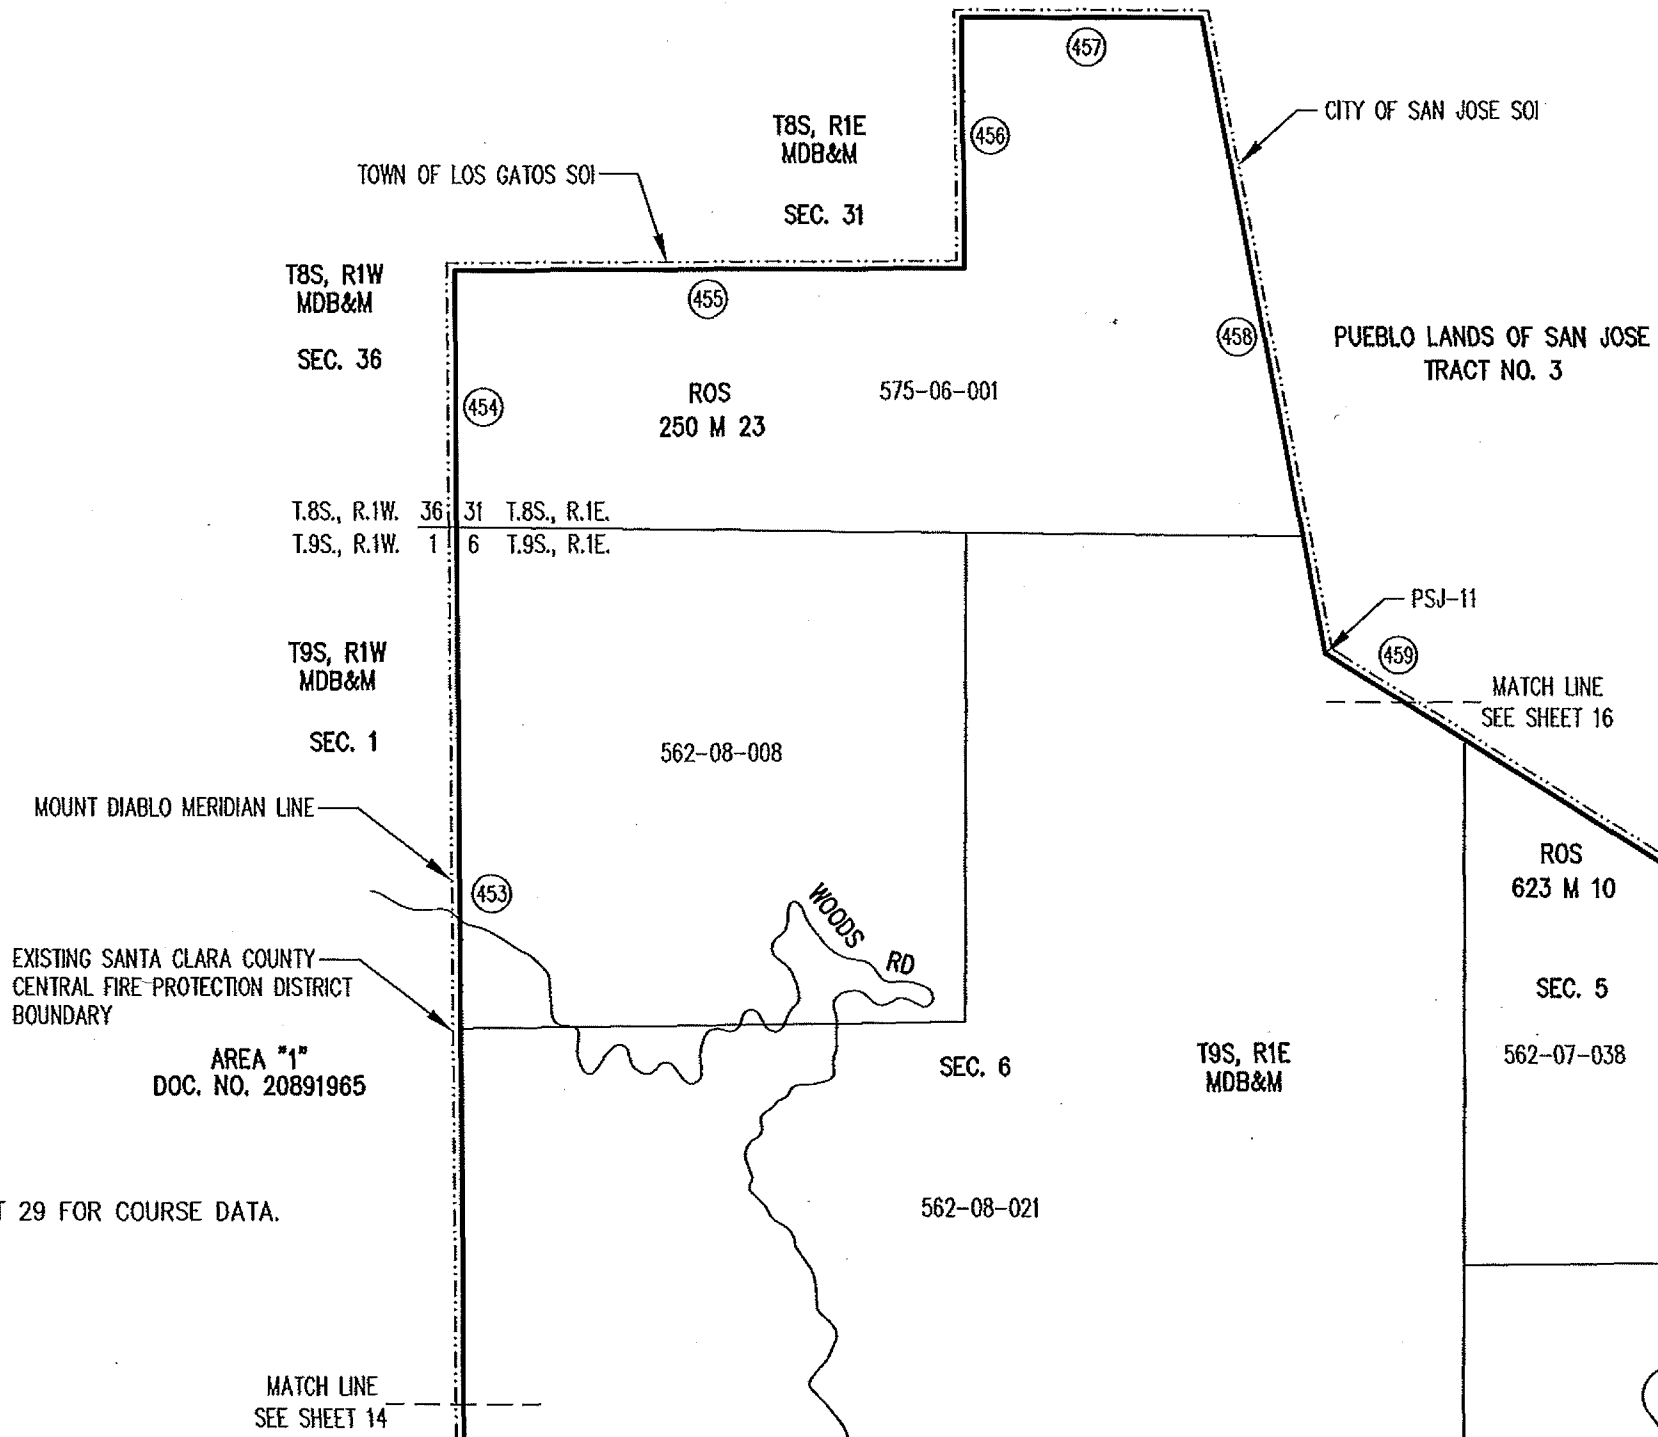 457
CITY OF SAN JOSE SOI
T8S, R1E
MDB&M
456
TOWN OF LOS GATOS SOI
SEC. 31
T8S, R1W
MDB&M
455
458
PUEBLO LANDS OF SAN JOSE
TRACT NO. 3
SEC. 36
454
ROS
250 M 23
575-06-001
T.8S., R.1W. 36 31 T.8S., R.1E.
T.9S., R.1W. 1 6 T.9S., R.1E.
PSJ-11
459
T9S, R1W
MDB&M
MATCH LINE
SEE SHEET 16
SEC. 1
562-08-008
MOUNT DIABLO MERIDIAN LINE
ROS
623 M 10
453
WOODS RD
EXISTING SANTA CLARA COUNTY
CENTRAL FIRE PROTECTION DISTRICT
BOUNDARY
SEC. 5
AREA "1"
DOC. NO. 20891965
SEC. 6
T9S, R1E
MDB&M
562-07-038
T 29 FOR COURSE DATA.
562-08-021
MATCH LINE
SEE SHEET 14